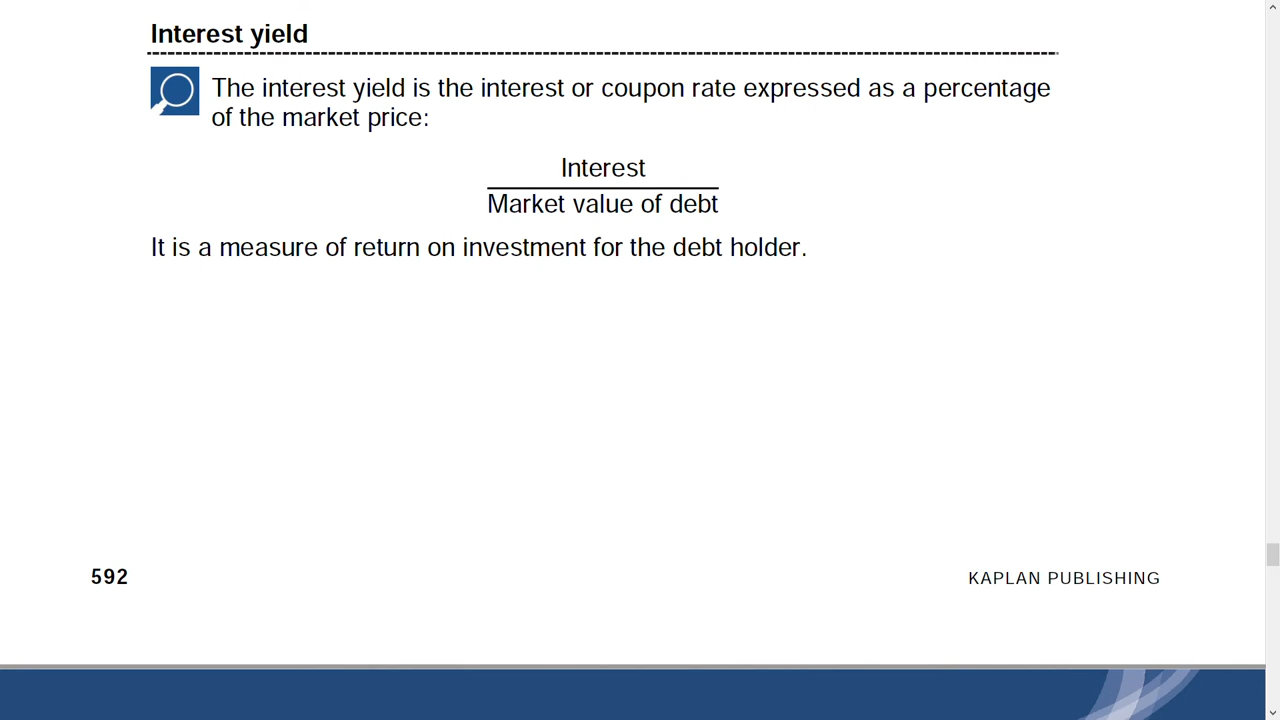 Interest yield
The interest yield is the interest or coupon rate expressed as a percentage
of the market price:
Interest
Market value of debt
It is a measure of return on investment for the debt holder.
592
KAPLAN PUBLISHING